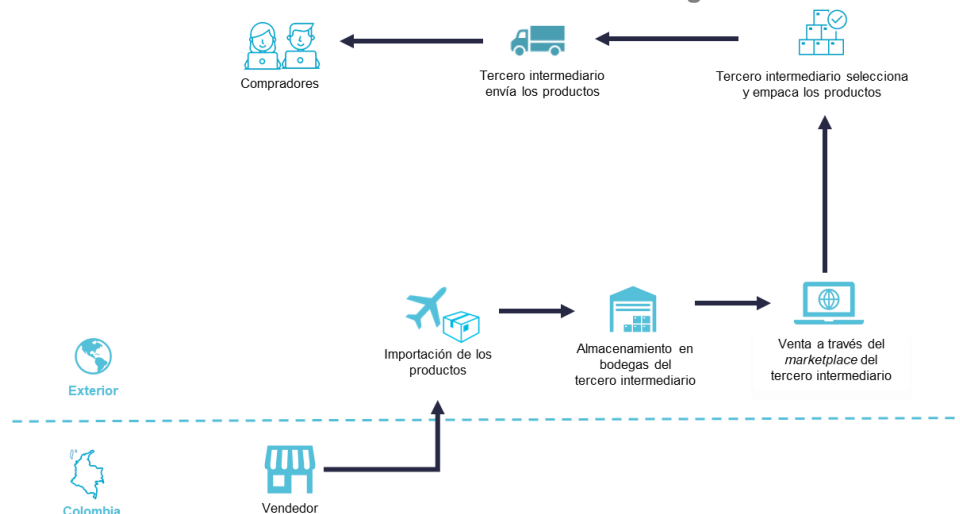 Compradores
Tercero intermediario
envía los productos
Tercero intermediario selecciona
y empaca los productos
Importación de los
productos
Almacenamiento en
bodegas del
tercero intermediario
Venta a través del
marketplace del
tercero intermediario
Exterior
Vendedor
Colombia